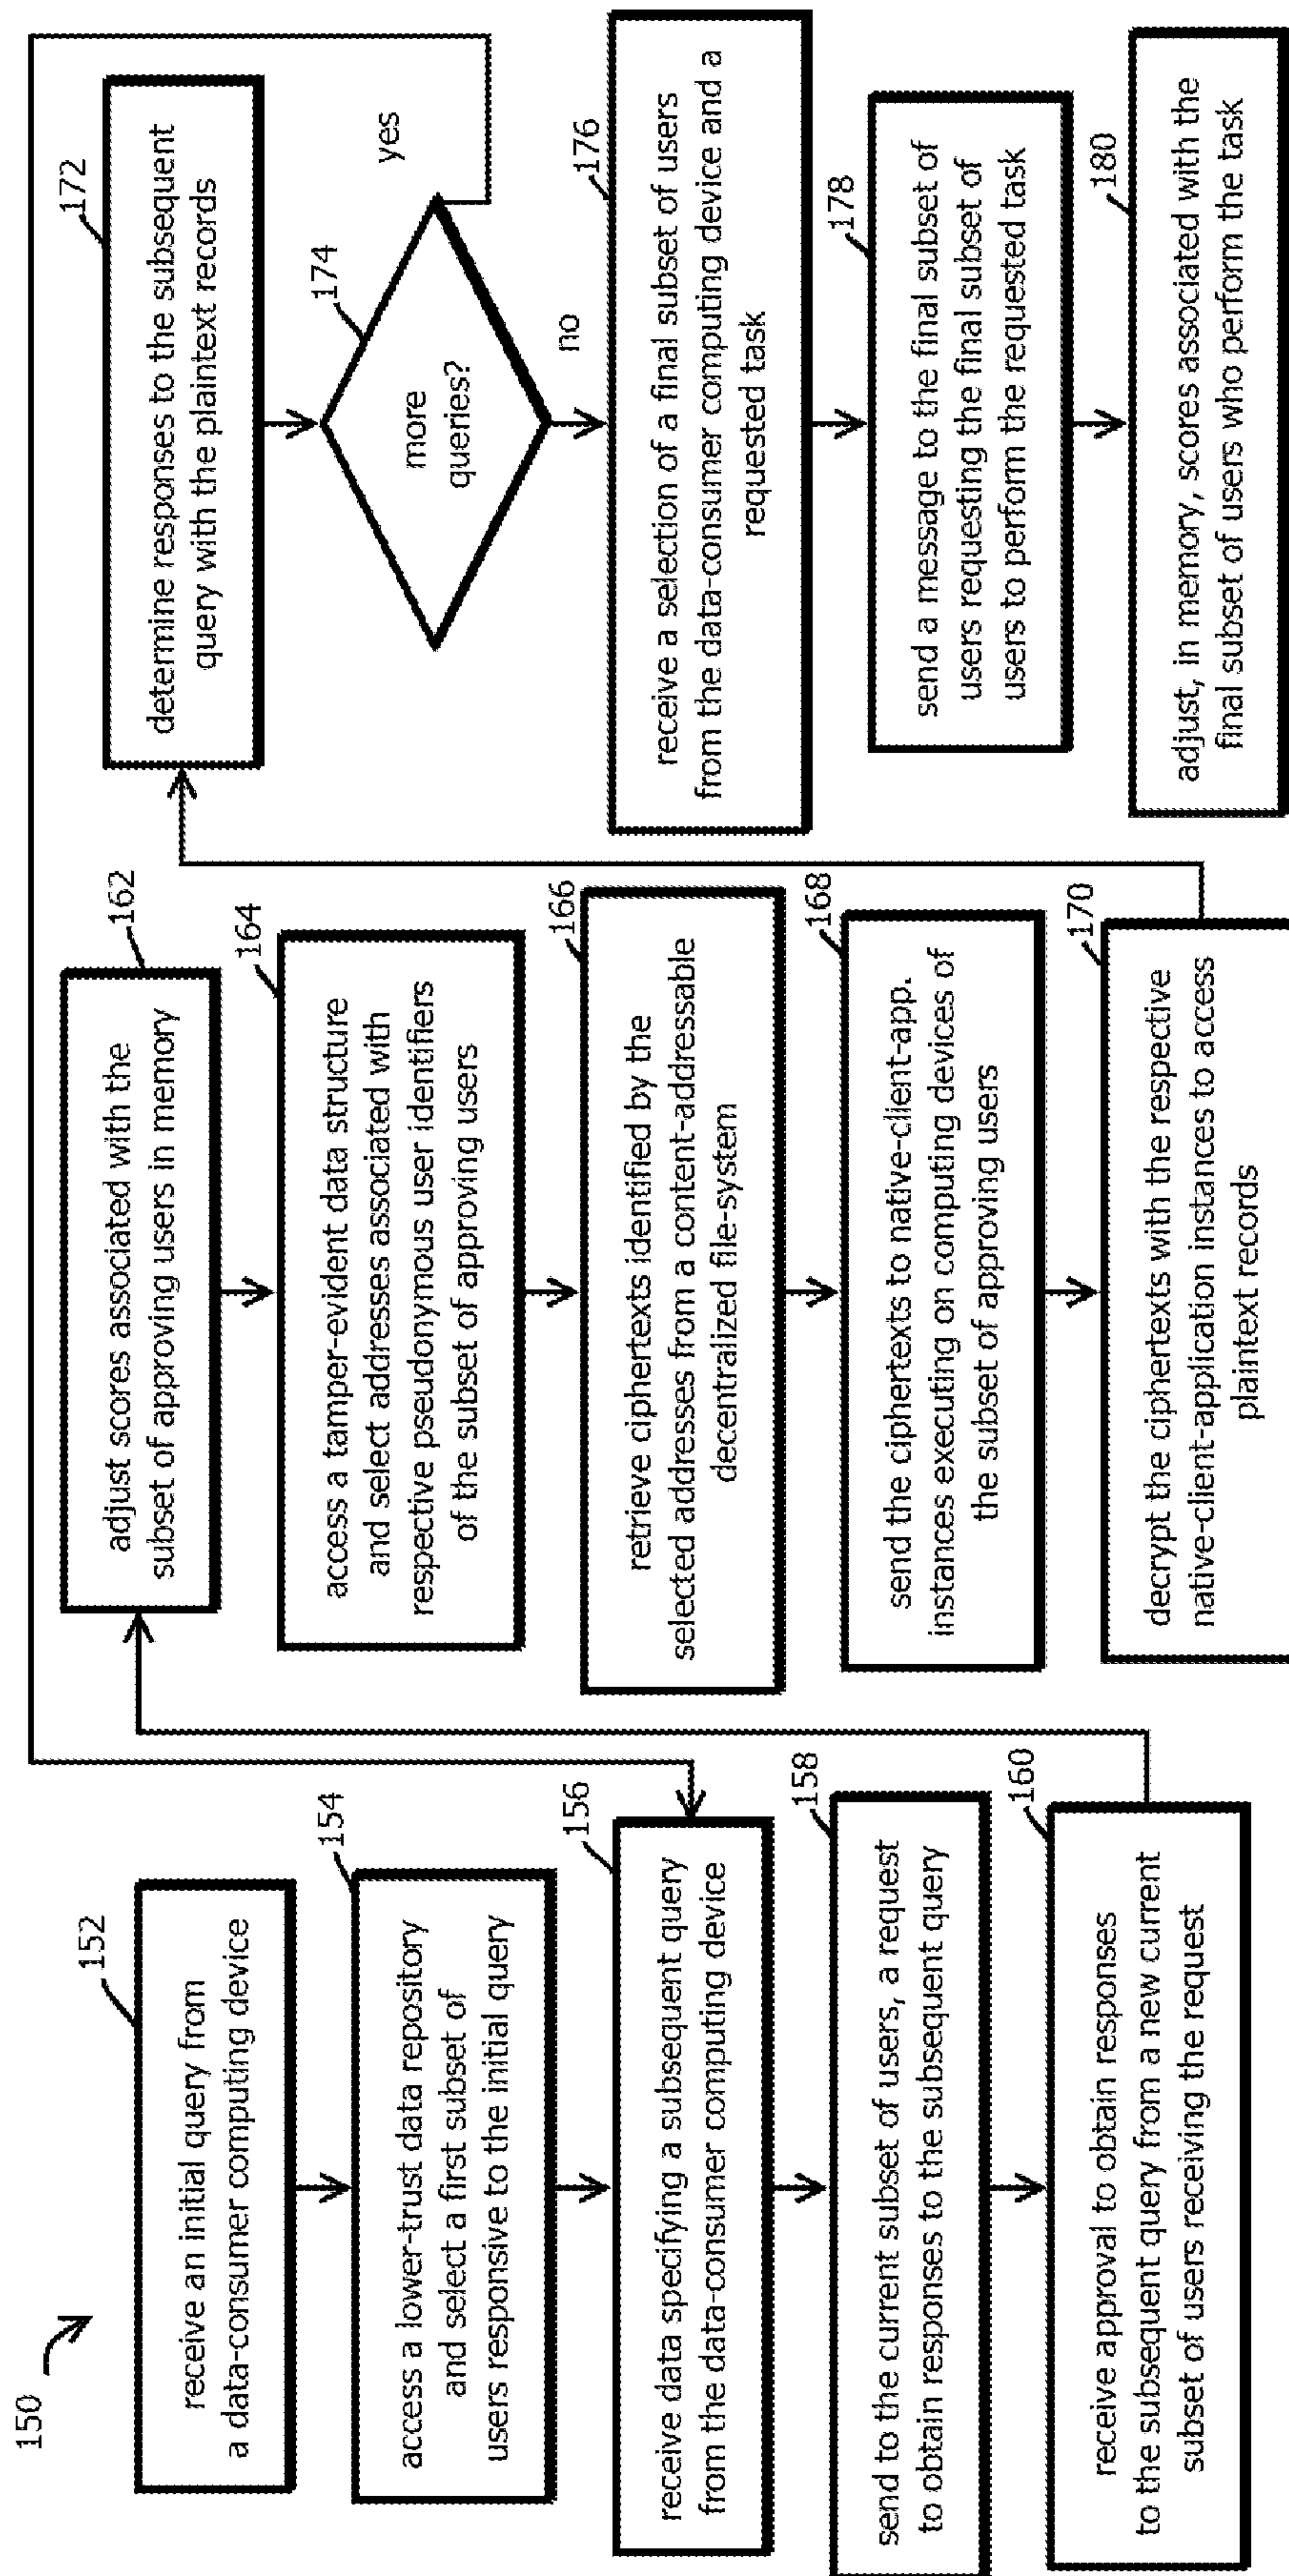 150
152
receive an initial query from
a data-consumer computing device
154
access a lower-trust data repository
and select a first subset of
users responsive to the initial query
156
receive data specifying a subsequent query
from the data-consumer computing device
158
send to the current subset of users, a request
to obtain responses to the subsequent query
160
receive approval to obtain responses
to the subsequent query from a new current
subset of users receiving the request
162
adjust scores associated with the
subset of approving users in memory
164
access a tamper-evident data structure
and select addresses associated with
respective pseudonymous user identifiers
of the subset of approving users
166
retrieve ciphertexts identified by the
selected addresses from a content-addressable
decentralized file-system
168
send the ciphertexts to native-client-app.
instances executing on computing devices of
the subset of approving users
170
decrypt the ciphertexts with the respective
native-client-application instances to access
plaintext records
172
determine responses to the subsequent
query with the plaintext records
174
more
queries?
yes
no
176
receive a selection of a final subset of users
from the data-consumer computing device and a
requested task
178
send a message to the final subset of
users requesting the final subset of
users to perform the requested task
180
adjust, in memory, scores associated with the
final subset of users who perform the task